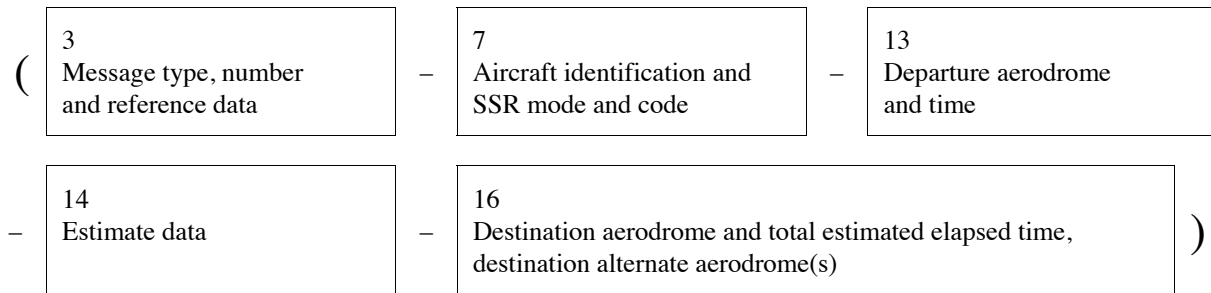 ( 3 – 7 – 13
Message type, number Aircraft identification and Departure aerodrome
and reference data SSR mode and code and time
– 14 – 16 )
Estimate data Destination aerodrome and total estimated elapsed time,
destination alternate aerodrome(s)